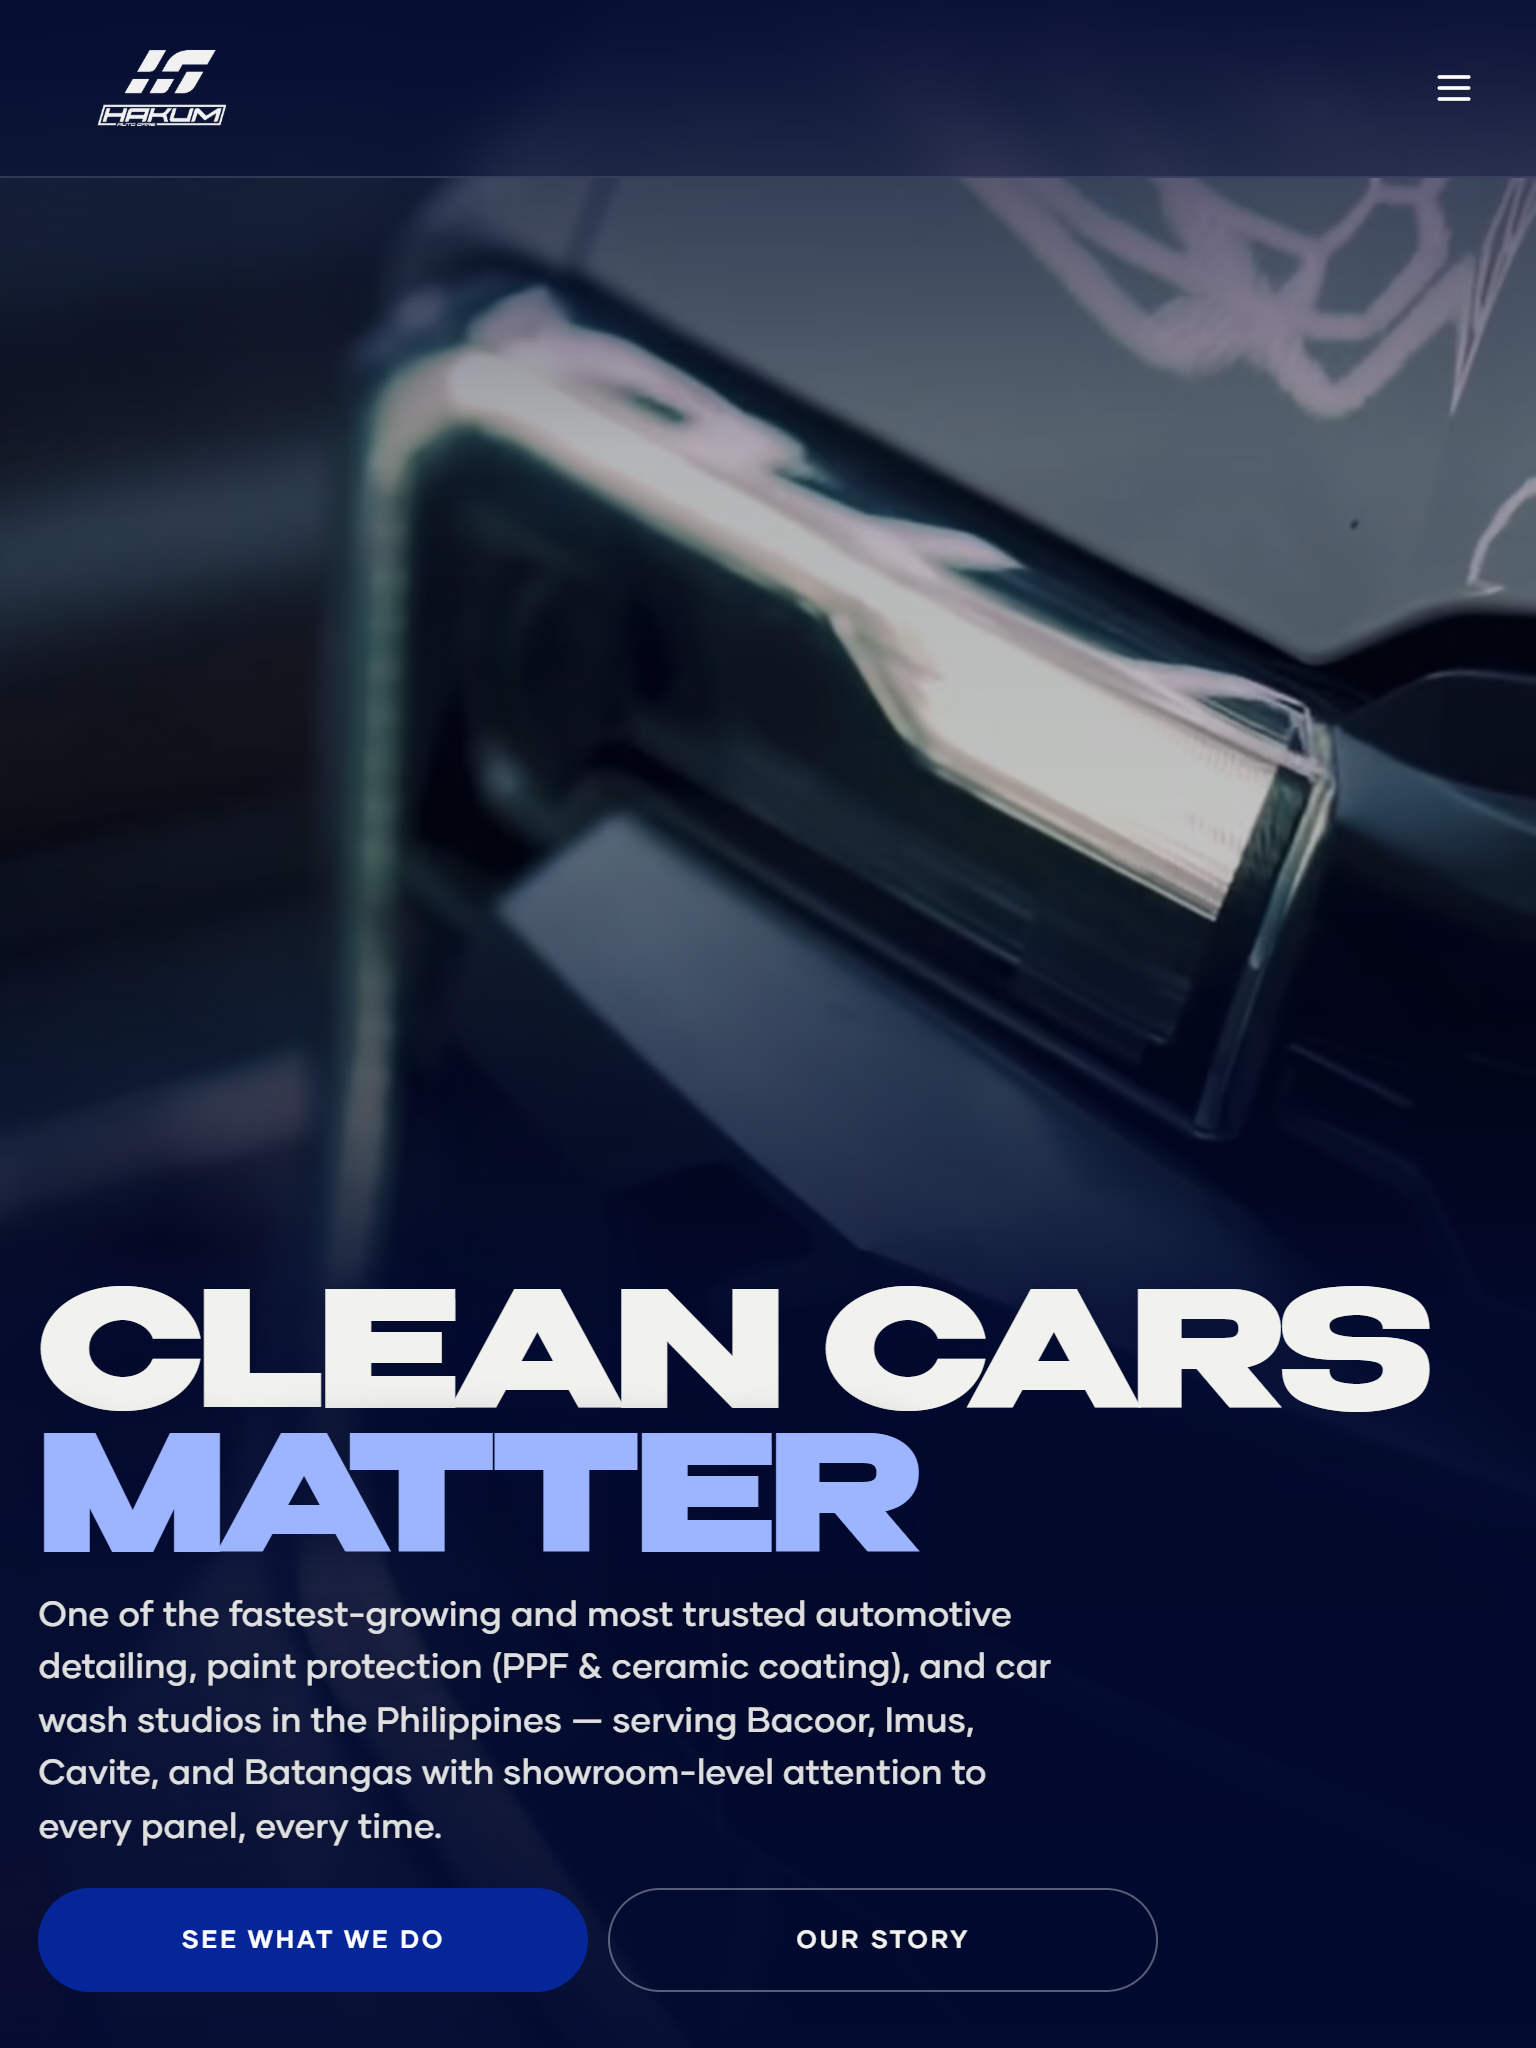 HAKUM
AUTO CARE
CLEAN CARS
MATTER
One of the fastest-growing and most trusted automotive
detailing, paint protection (PPF & ceramic coating), and car
wash studios in the Philippines — serving Bacoor, Imus,
Cavite, and Batangas with showroom-level attention to
every panel, every time.
SEE WHAT WE DO
OUR STORY